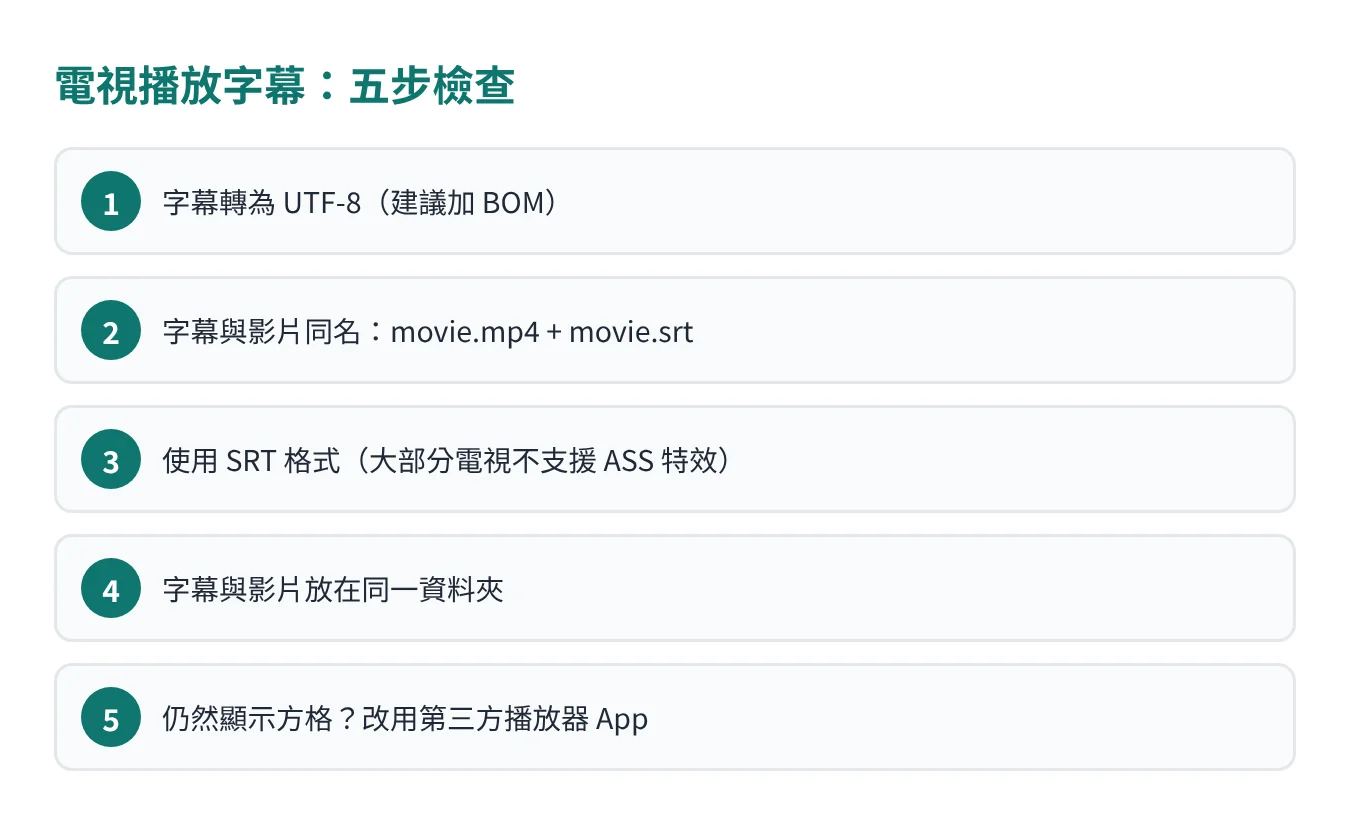 電視播放字幕：五步檢查
1 字幕轉為 UTF-8（建議加 BOM）
2 字幕與影片同名：movie.mp4 + movie.srt
3 使用 SRT 格式（大部分電視不支援 ASS 特效）
4 字幕與影片放在同一資料夾
5 仍然顯示方格？改用第三方播放器 App